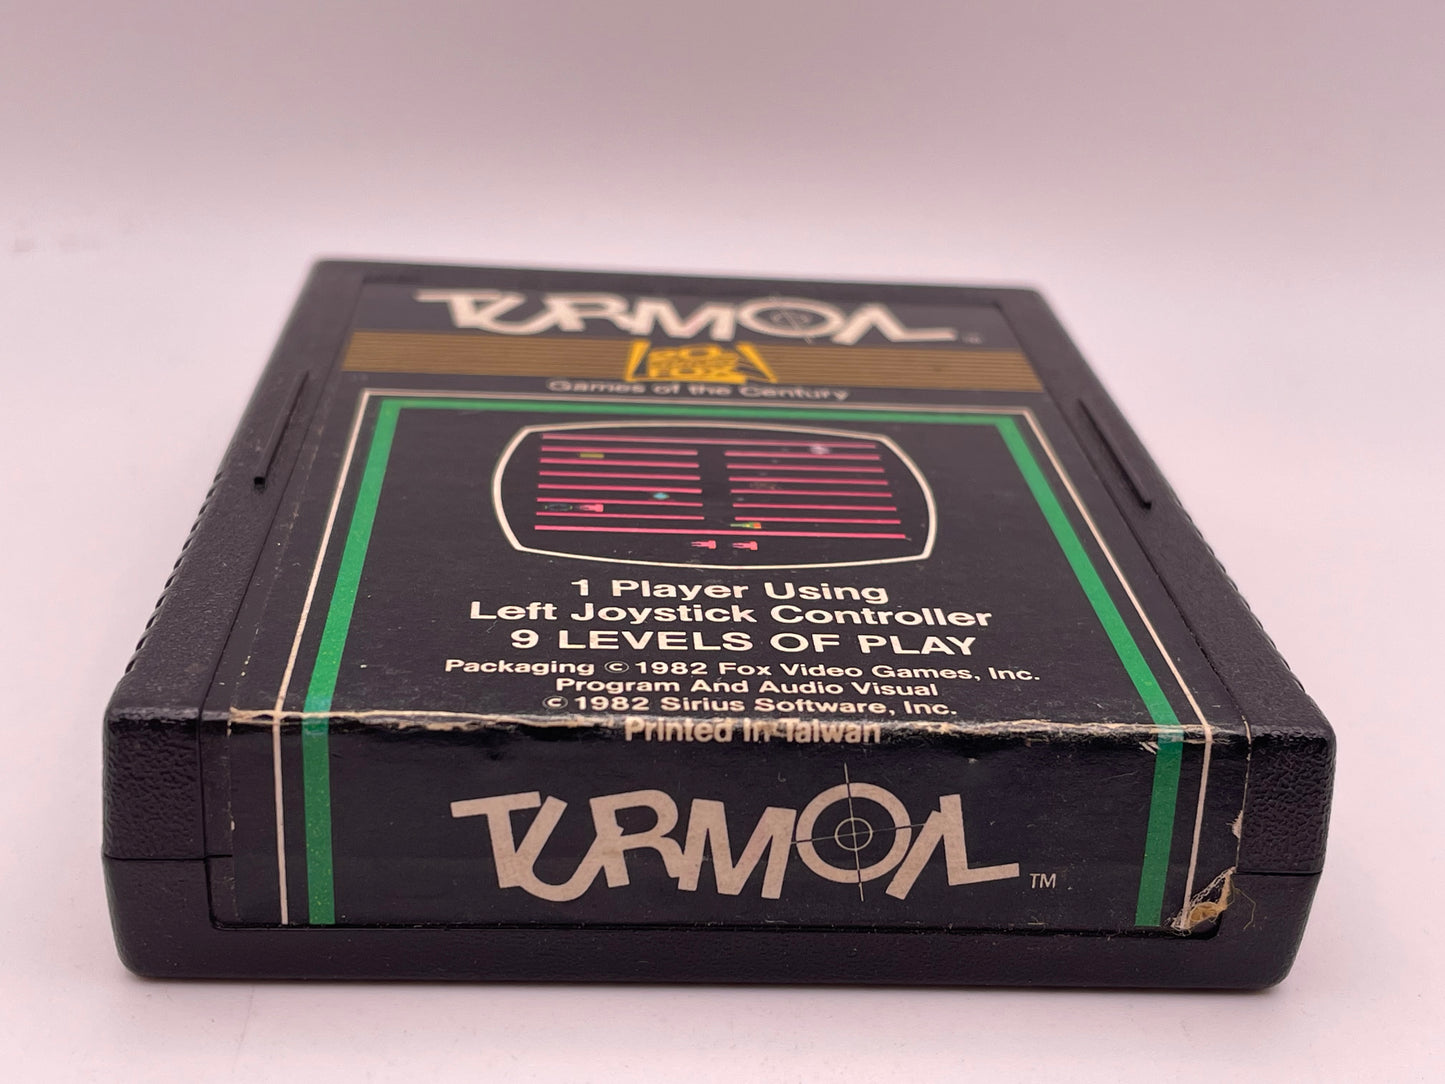 TURMOIL TM
20th CENTURY FOX
Games of the Century
1 Player Using
Left Joystick Controller
9 LEVELS OF PLAY
Packaging © 1982 Fox Video Games, Inc.
Program And Audio Visual
© 1982 Sirius Software, Inc.
Printed In Taiwan
TURMOIL TM